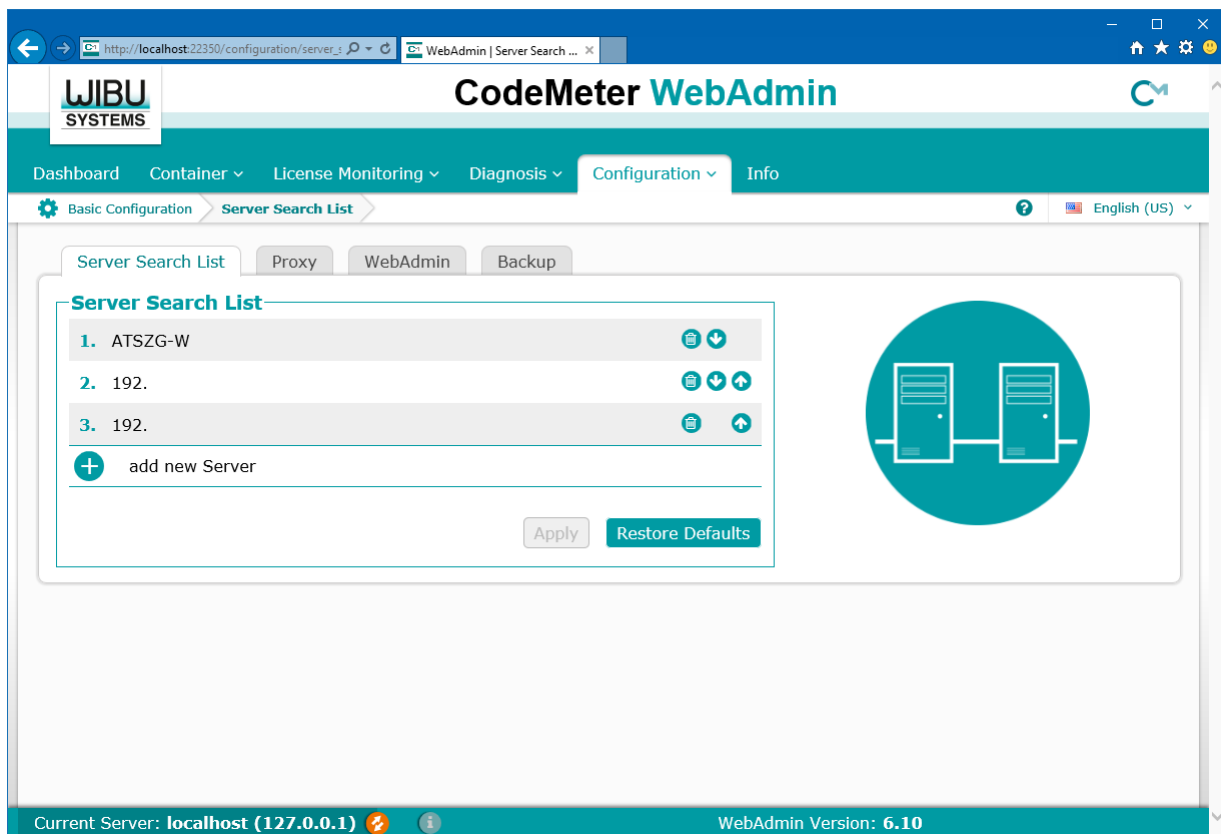 http://localhost:22350/configuration/server_s
WebAdmin | Server Search ...
WIBU
SYSTEMS
CodeMeter WebAdmin
Dashboard Container License Monitoring Diagnosis Configuration Info
Basic Configuration Server Search List English (US)
Server Search List Proxy WebAdmin Backup
Server Search List
1. ATSZG-W
2. 192.
3. 192.
add new Server
Apply Restore Defaults
Current Server: localhost (127.0.0.1) WebAdmin Version: 6.10